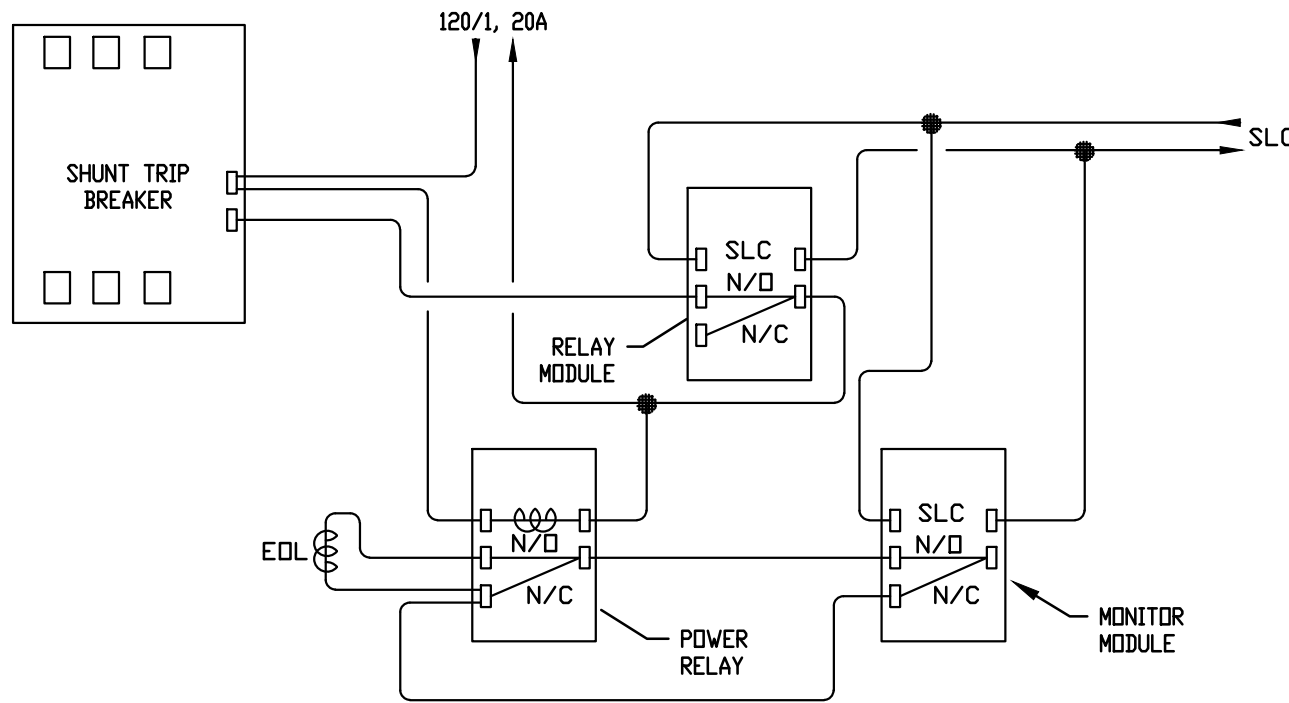 120/1, 20A
SLC
SHUNT TRIP
BREAKER
SLC
N/O
N/C
RELAY
MODULE
SLC
N/O
N/C
EOL
N/O
N/C
POWER
RELAY
MONITOR
MODULE